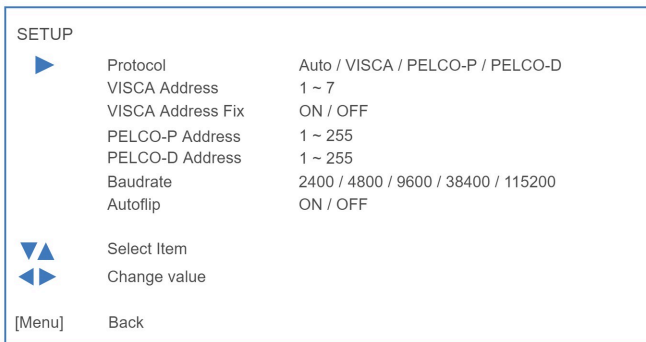 SETUP
Protocol Auto / VISCA / PELCO-P / PELCO-D
VISCA Address 1 ~ 7
VISCA Address Fix ON / OFF
PELCO-P Address 1 ~ 255
PELCO-D Address 1 ~ 255
Baudrate 2400 / 4800 / 9600 / 38400 / 115200
Autoflip ON / OFF
Select Item
Change value
[Menu] Back